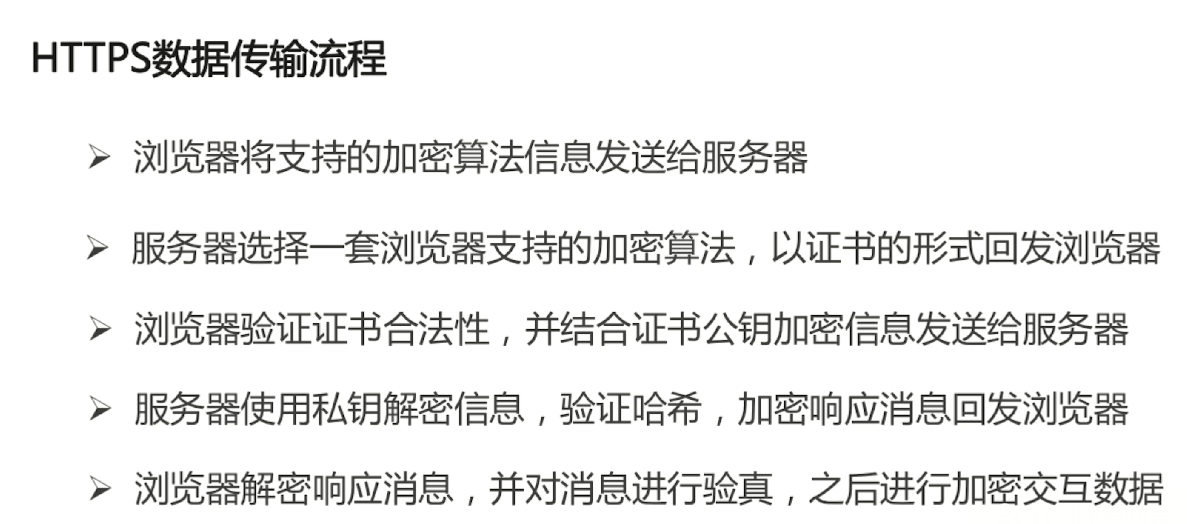 HTTPS数据传输流程
➢ 浏览器将支持的加密算法信息发送给服务器
➢ 服务器选择一套浏览器支持的加密算法，以证书的形式回发浏览器
➢ 浏览器验证证书合法性，并结合证书公钥加密信息发送给服务器
➢ 服务器使用私钥解密信息，验证哈希，加密响应消息回发浏览器
➢ 浏览器解密响应消息，并对消息进行验真，之后进行加密交互数据